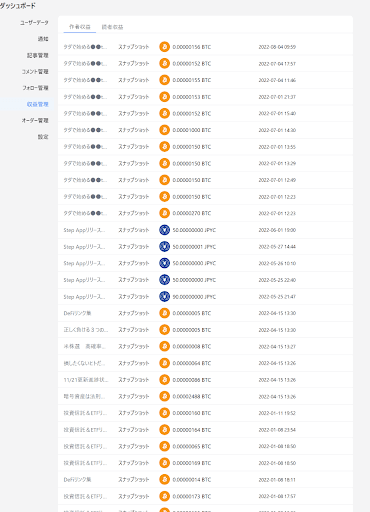 ダッシュボード
ユーザーデータ
通知
記事管理
コメント管理
フォロー管理
収益管理
オーダー管理
設定
作者収益 読者収益
タダで始める●●t... スナップショット 0.00000156 BTC 2022-08-04 09:59
タダで始める●●t... スナップショット 0.00000152 BTC 2022-07-04 17:57
タダで始める●●t... スナップショット 0.00000155 BTC 2022-07-04 11:46
タダで始める●●t... スナップショット 0.00000153 BTC 2022-07-01 21:37
タダで始める●●t... スナップショット 0.00000152 BTC 2022-07-01 15:40
タダで始める●●t... スナップショット 0.00001000 BTC 2022-07-01 14:30
タダで始める●●t... スナップショット 0.00000150 BTC 2022-07-01 13:55
タダで始める●●t... スナップショット 0.00000150 BTC 2022-07-01 13:29
タダで始める●●t... スナップショット 0.00000150 BTC 2022-07-01 12:49
タダで始める●●t... スナップショット 0.00000150 BTC 2022-07-01 12:23
タダで始める●●t... スナップショット 0.00000270 BTC 2022-07-01 12:23
Step Appリリース... スナップショット 50.00000000 JPYC 2022-06-01 19:00
Step Appリリース... スナップショット 50.00000001 JPYC 2022-05-27 14:44
Step Appリリース... スナップショット 50.00000000 JPYC 2022-05-26 10:10
Step Appリリース... スナップショット 50.00000000 JPYC 2022-05-25 22:40
Step Appリリース... スナップショット 90.00000000 JPYC 2022-05-25 21:47
DeFiリンク集 スナップショット 0.00000005 BTC 2022-04-15 13:30
正しく負ける３つの... スナップショット 0.00000005 BTC 2022-04-15 13:30
スナップショット 0.00000008 BTC 2022-04-15 13:27
損したくないヒトだ... スナップショット 0.00000064 BTC 2022-04-15 13:26
11/21更新 スナップショット 0.00000086 BTC 2022-04-15 13:26
暗号資産は法則... スナップショット 0.00002488 BTC 2022-04-15 13:26
投資信託＆ETFリ... スナップショット 0.00000160 BTC 2022-01-11 19:52
投資信託＆ETFリ... スナップショット 0.00000164 BTC 2022-01-08 23:54
投資信託＆ETFリ... スナップショット 0.00000065 BTC 2022-01-08 18:50
投資信託＆ETFリ... スナップショット 0.00000169 BTC 2022-01-08 18:50
DeFiリンク集 スナップショット 0.00000014 BTC 2022-01-08 18:11
投資信託＆ETFリ... スナップショット 0.00000173 BTC 2022-01-08 17:57